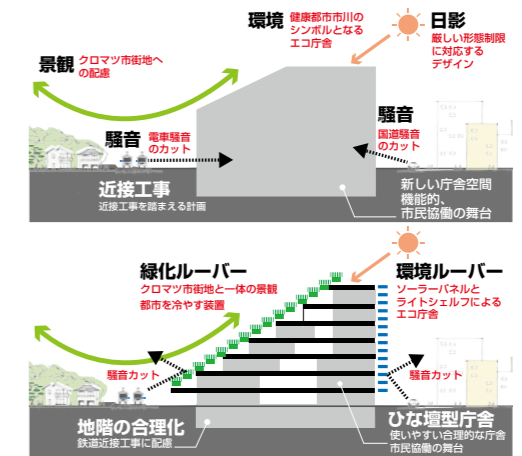 環境
健康都市市川の
シンボルとなる
エコ庁舎
日影
厳しい形態制限
に対応する
デザイン
景観
クロマツ市街地へ
の配慮
騒音
電車騒音
のカット
騒音
国道騒音
のカット
近接工事
近接工事を踏まえる計画
新しい庁舎空間
機能的、
市民協働の舞台
緑化ルーバー
クロマツ市街地と一体の景観
都市を冷やす装置
環境ルーバー
ソーラーパネルと
ライトシェルフによる
エコ庁舎
騒音カット
騒音カット
地階の合理化
鉄道近接工事に配慮
ひな壇型庁舎
使いやすい合理的な庁舎
市民協働の舞台